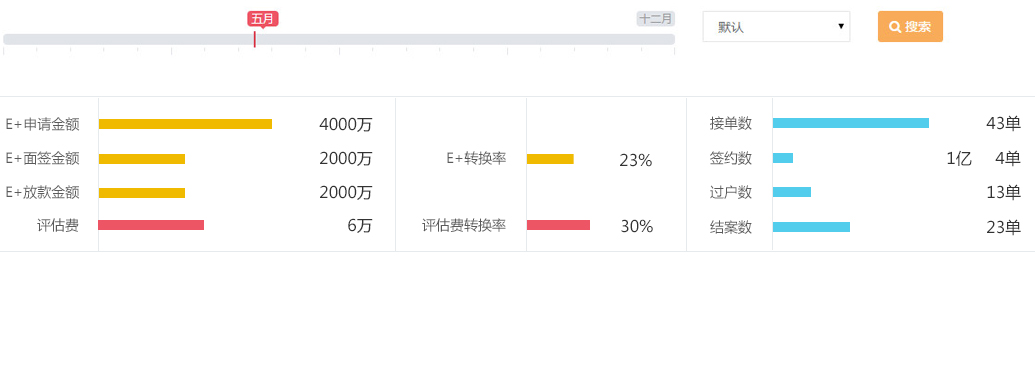 五月
十二月
默认
搜索
E+申请金额 4000万
E+面签金额 2000万
E+放款金额 2000万
评估费 6万
E+转换率 23%
评估费转换率 30%
接单数 43单
签约数 1亿 4单
过户数 13单
结案数 23单